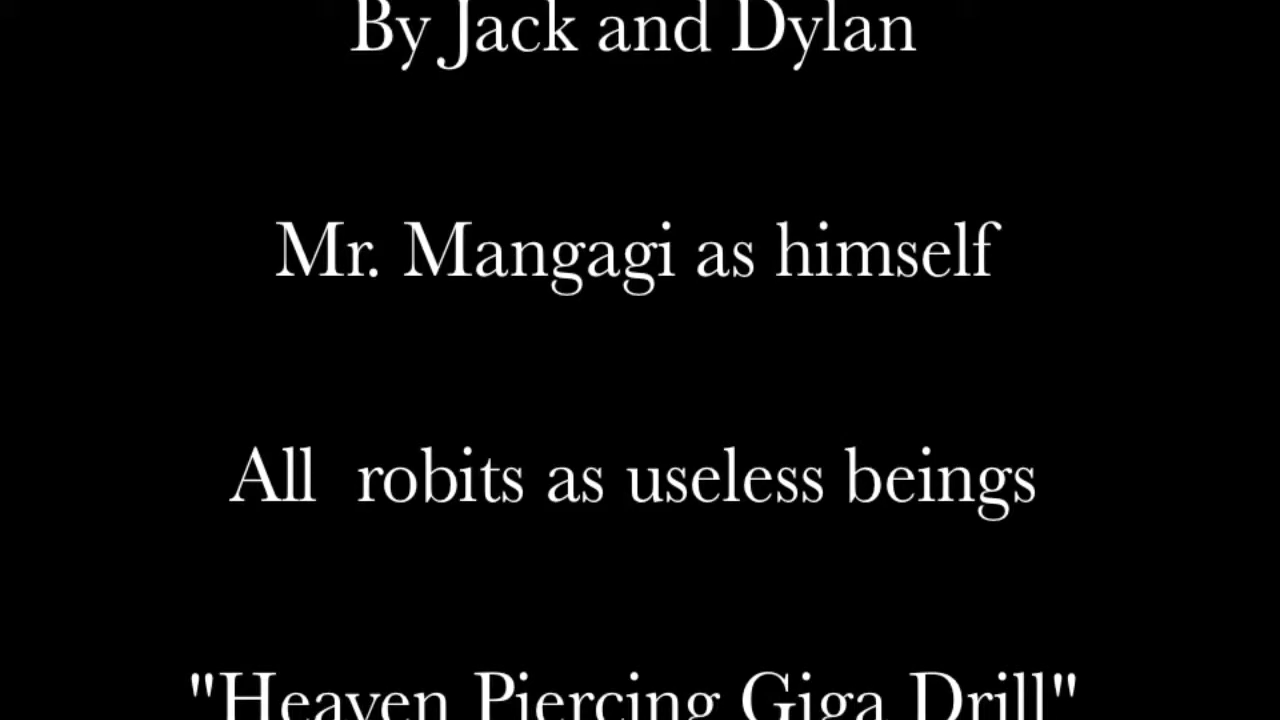 By Jack and Dylan
Mr. Mangagi as himself
All  robits as useless beings
"Heaven Piercing Giga Drill"